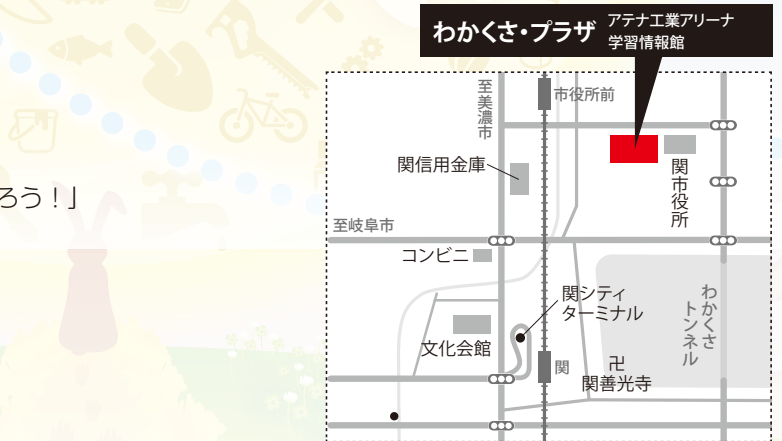 わかくさ・プラザ
アテナ工業アリーナ
学習情報館
至美濃市
市役所前
関信用金庫
関市役所
ろう！」
至岐阜市
コンビニ
関シティ
ターミナル
わかくさ
トンネル
文化会館
関
卍
関善光寺